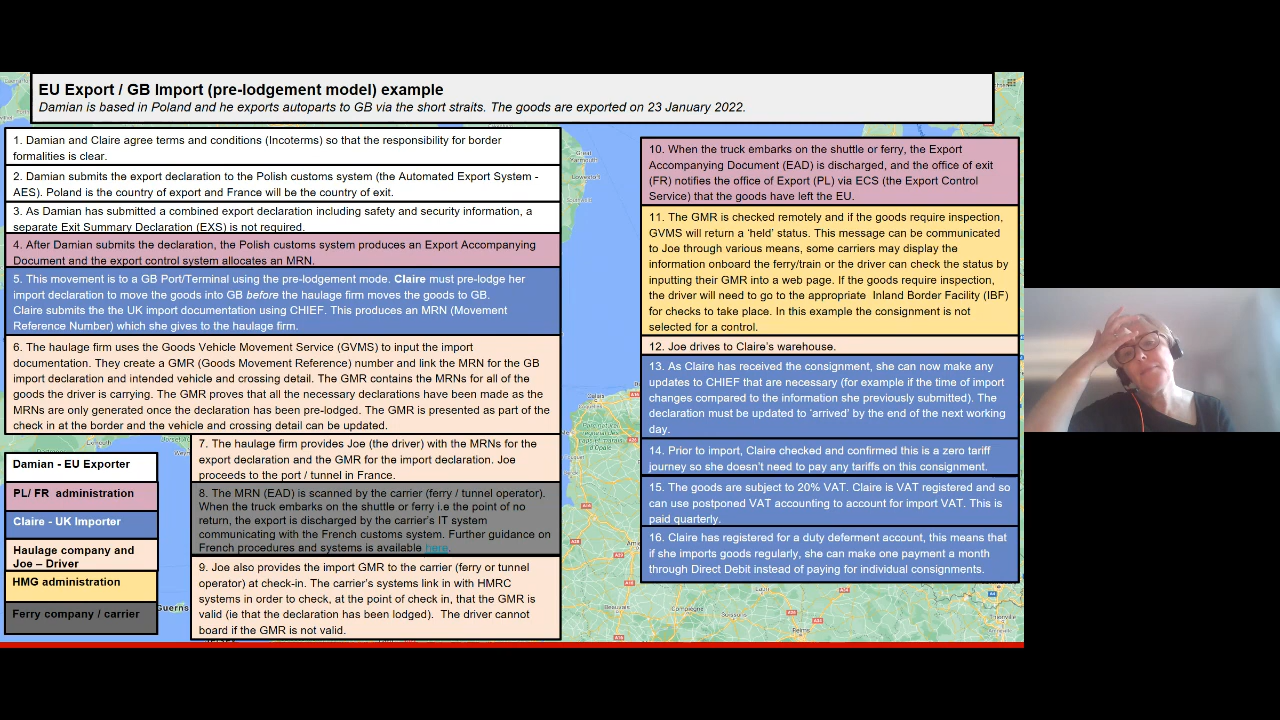 EU Export / GB Import (pre-lodgement model) example
Damian is based in Poland and he exports autoparts to GB via the short straits. The goods are exported on 23 January 2022.
1. Damian and Claire agree terms and conditions (Incoterms) so that the responsibility for border
formalities is clear.
2. Damian submits the export declaration to the Polish customs system (the Automated Export System -
AES). Poland is the country of export and France will be the country of exit.
3. As Damian has submitted a combined export declaration including safety and security information, a
separate Exit Summary Declaration (EXS) is not required.
4. After Damian submits the declaration, the Polish customs system produces an Export Accompanying
Document and the export control system allocates an MRN.
5. This movement is to a GB Port/Terminal using the pre-lodgement mode. Claire must pre-lodge her
import declaration to move the goods into GB before the haulage firm moves the goods to GB.
Claire submits the the UK import documentation using CHIEF. This produces an MRN (Movement
Reference Number) which she gives to the haulage firm.
6. The haulage firm uses the Goods Vehicle Movement Service (GVMS) to input the import
documentation. They create a GMR (Goods Movement Reference) number and link the MRN for the GB
import declaration and intended vehicle and crossing detail. The GMR contains the MRNs for all of the
goods the driver is carrying. The GMR proves that all the necessary declarations have been made as the
MRNs are only generated once the declaration has been pre-lodged. The GMR is presented as part of the
check in at the border and the vehicle and crossing detail can be updated.
7. The haulage firm provides Joe (the driver) with the MRNs for the
export declaration and the GMR for the import declaration. Joe
proceeds to the port / tunnel in France.
8. The MRN (EAD) is scanned by the carrier (ferry / tunnel operator).
When the truck embarks on the shuttle or ferry i.e the point of no
return, the export is discharged by the carrier's IT system
communicating with the French customs system. Further guidance on
French procedures and systems is available here.
9. Joe also provides the import GMR to the carrier (ferry or tunnel
operator) at check-in. The carrier's systems link in with HMRC
systems in order to check, at the point of check in, that the GMR is
valid (ie that the declaration has been lodged). The driver cannot
board if the GMR is not valid.
Damian - EU Exporter
PL/ FR administration
Claire - UK Importer
Haulage company and
Joe – Driver
HMG administration
Ferry company / carrier
10. When the truck embarks on the shuttle or ferry, the Export
Accompanying Document (EAD) is discharged, and the office of exit
(FR) notifies the office of Export (PL) via ECS (the Export Control
Service) that the goods have left the EU.
11. The GMR is checked remotely and if the goods require inspection,
GVMS will return a 'held' status. This message can be communicated
to Joe through various means, some carriers may display the
information onboard the ferry/train or the driver can check the status by
inputting their GMR into a web page. If the goods require inspection,
the driver will need to go to the appropriate Inland Border Facility (IBF)
for checks to take place. In this example the consignment is not
selected for a control.
12. Joe drives to Claire's warehouse.
13. As Claire has received the consignment, she can now make any
updates to CHIEF that are necessary (for example if the time of import
changes compared to the information she previously submitted). The
declaration must be updated to 'arrived' by the end of the next working
day.
14. Prior to import, Claire checked and confirmed this is a zero tariff
journey so she doesn't need to pay any tariffs on this consignment.
15. The goods are subject to 20% VAT. Claire is VAT registered and so
can use postponed VAT accounting to account for import VAT. This is
paid quarterly.
16. Claire has registered for a duty deferment account, this means that
if she imports goods regularly, she can make one payment a month
through Direct Debit instead of paying for individual consignments.
Great
Yarmouth
Lowestoft
Calais
Guerns
Beauvais
Compiègne
Soissons
Reims
Thionville